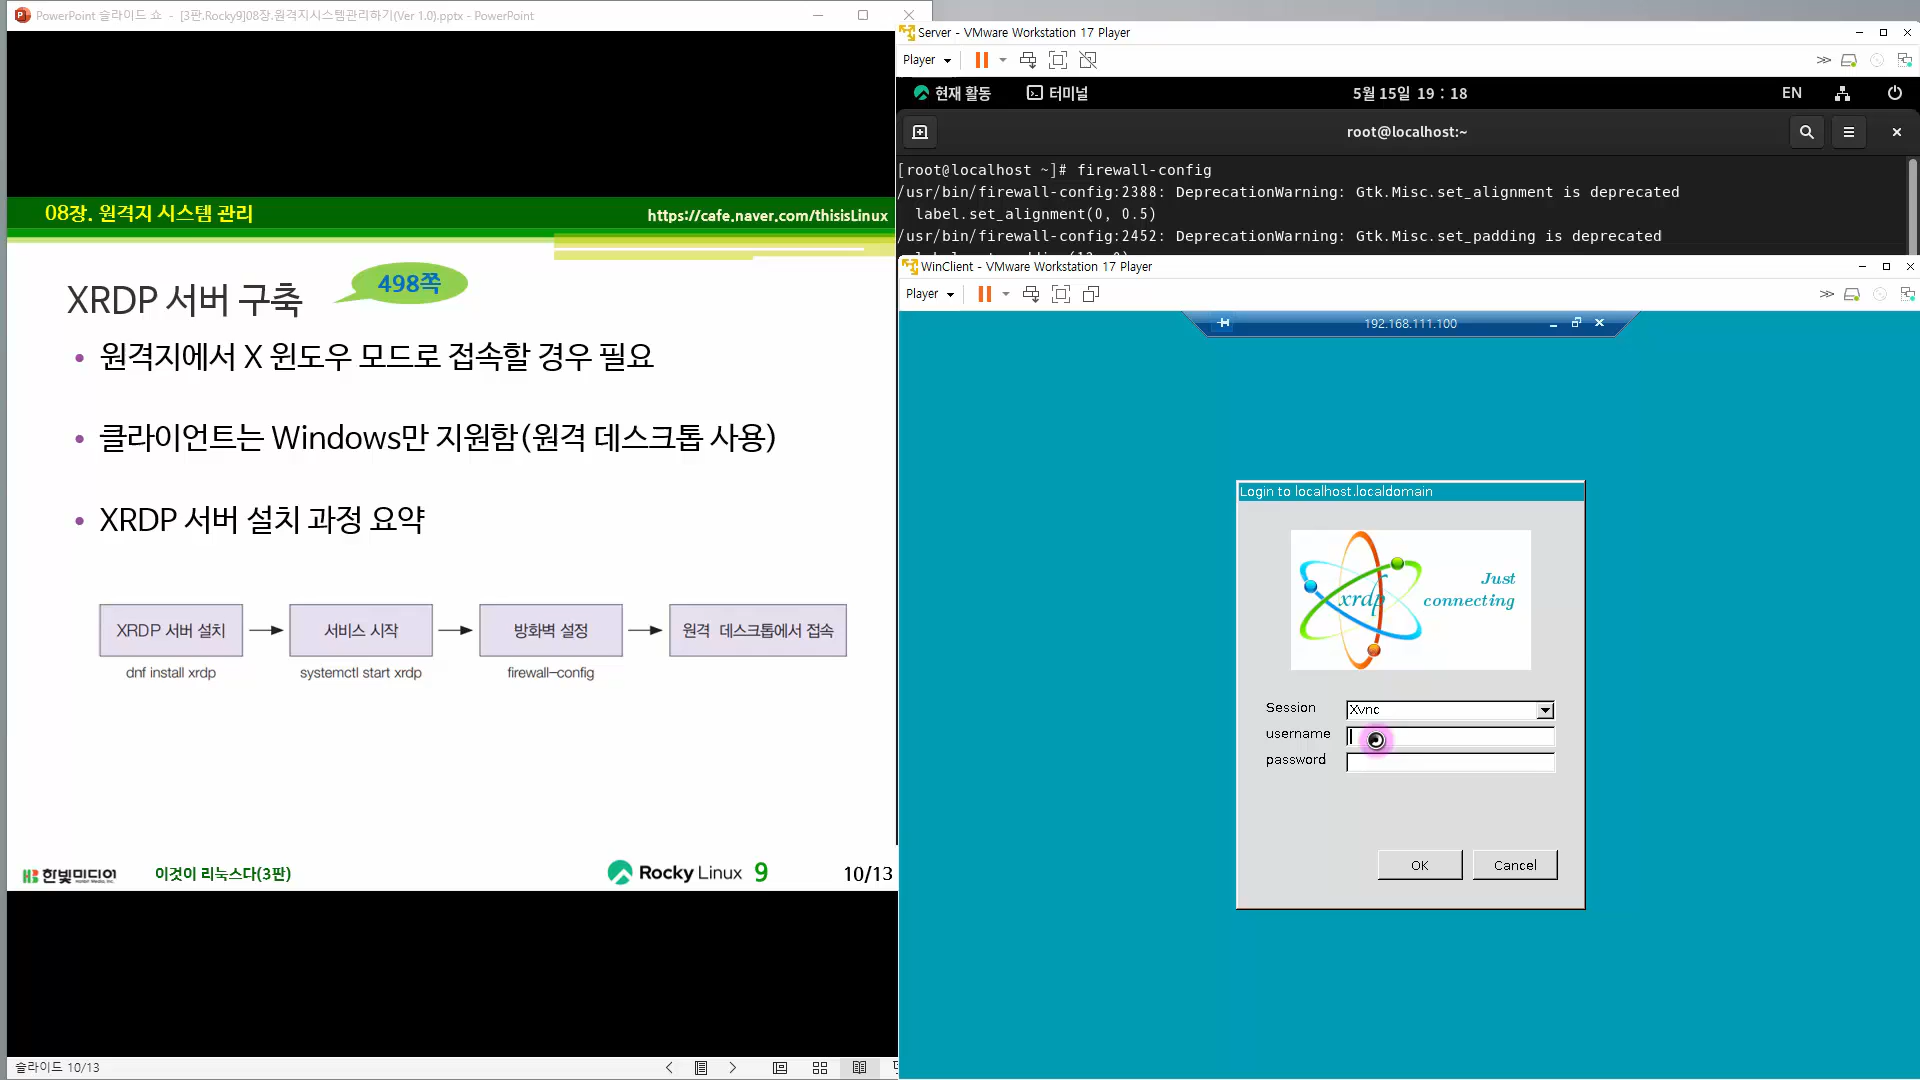 PowerPoint 슬라이드 쇼 - [3판.Rocky9]08장.원격지시스템관리하기(Ver 1.0).pptx - PowerPoint
08장. 원격지 시스템 관리
https://cafe.naver.com/thisisLinux
XRDP 서버 구축
498쪽
• 원격지에서 X 윈도우 모드로 접속할 경우 필요
• 클라이언트는 Windows만 지원함(원격 데스크톱 사용)
• XRDP 서버 설치 과정 요약
XRDP 서버 설치
서비스 시작
방화벽 설정
원격 데스크톱에서 접속
dnf install xrdp
systemctl start xrdp
firewall-config
한빛미디어
이것이 리눅스다(3판)
Rocky Linux 9
10/13
슬라이드 10/13
Server - VMware Workstation 17 Player
Player
현재 활동
터미널
5월 15일 19 : 18
EN
root@localhost:~
[root@localhost ~]# firewall-config
/usr/bin/firewall-config:2388: DeprecationWarning: Gtk.Misc.set_alignment is deprecated
label.set_alignment(0, 0.5)
/usr/bin/firewall-config:2452: DeprecationWarning: Gtk.Misc.set_padding is deprecated
WinClient - VMware Workstation 17 Player
Player
192.168.111.100
Login to localhost.localdomain
xrdp
Just
connecting
Session
Xvnc
username
password
OK
Cancel